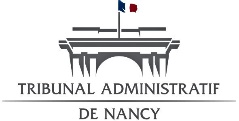 TRIBUNAL ADMINISTRATIF
DE NANCY